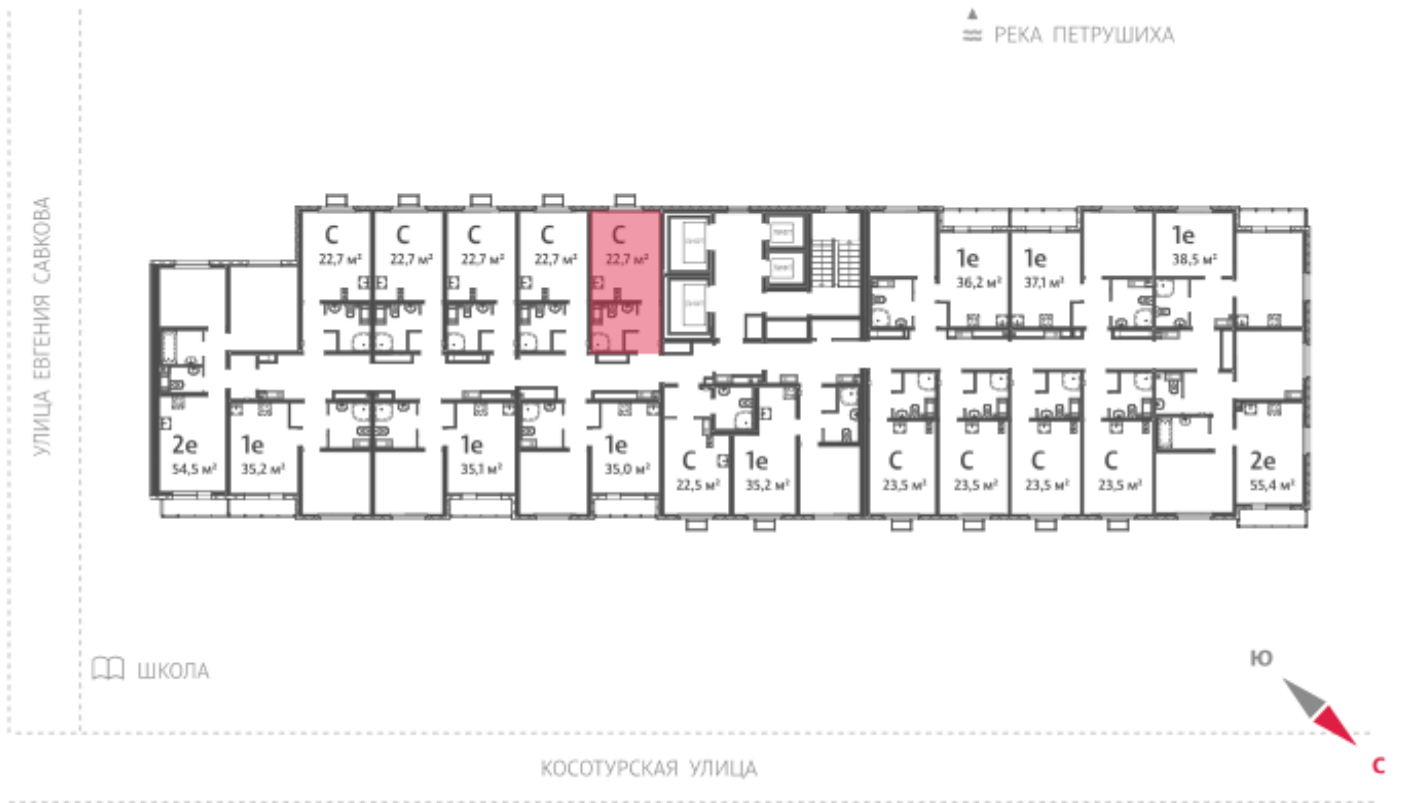 РЕКА ПЕТРУШИХА
УЛИЦА ЕВГЕНИЯ САВКОВА
С
22,7 м²
С
22,7 м²
С
22,7 м²
С
22,7 м²
С
22,7 м²
1е
36,2 м²
1е
37,1 м²
1е
38,5 м²
2е
54,5 м²
1е
35,2 м²
1е
35,1 м²
1е
35,0 м²
С
22,5 м²
1е
35,2 м²
С
23,5 м²
С
23,5 м²
С
23,5 м²
С
23,5 м²
2е
55,4 м²
ШКОЛА
Ю
С
КОСОТУРСКАЯ УЛИЦА